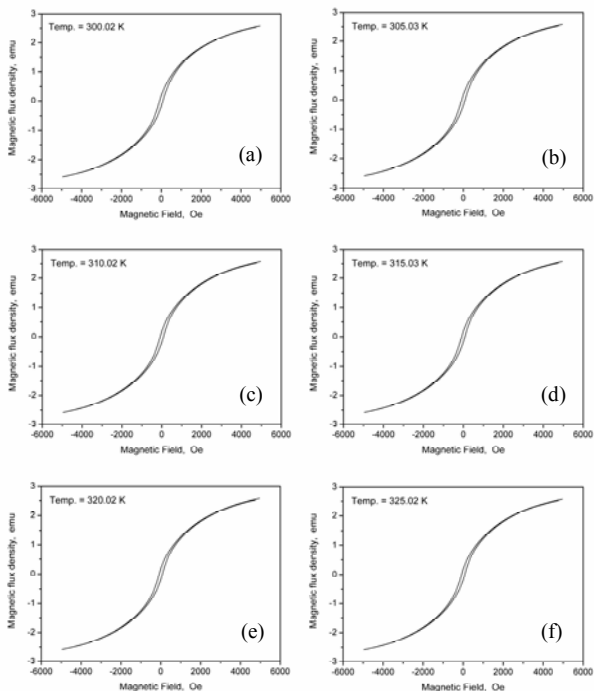 Temp. = 300.02 K
Magnetic flux density, emu
3
2
1
0
-1
-2
-3
(a)
-6000 -4000 -2000 0 2000 4000 6000
Magnetic Field, Oe
Temp. = 305.03 K
Magnetic flux density, emu
3
2
1
0
-1
-2
-3
(b)
-6000 -4000 -2000 0 2000 4000 6000
Magnetic Field, Oe
Temp. = 310.02 K
Magnetic flux density, emu
3
2
1
0
-1
-2
-3
(c)
-6000 -4000 -2000 0 2000 4000 6000
Magnetic Field, Oe
Temp. = 315.03 K
Magnetic flux density, emu
3
2
1
0
-1
-2
-3
(d)
-6000 -4000 -2000 0 2000 4000 6000
Magnetic Field, Oe
Temp. = 320.02 K
Magnetic flux density, emu
3
2
1
0
-1
-2
-3
(e)
-6000 -4000 -2000 0 2000 4000 6000
Magnetic Field, Oe
Temp. = 325.02 K
Magnetic flux density, emu
3
2
1
0
-1
-2
-3
(f)
-6000 -4000 -2000 0 2000 4000 6000
Magnetic Field, Oe